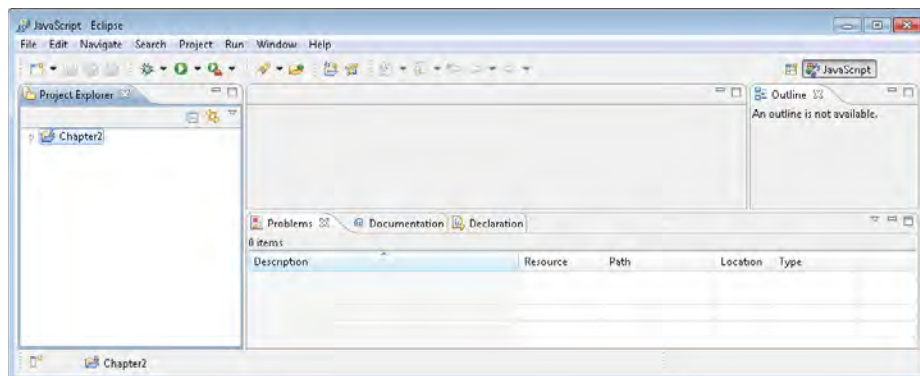 JavaScript Eclipse
File Edit Navigate Search Project Run Window Help
JavaScript
Project Explorer
Outline
An outline is not available.
Chapter2
Problems
Documentation
Declaration
0 items
Description Resource Path Location Type
Chapter2